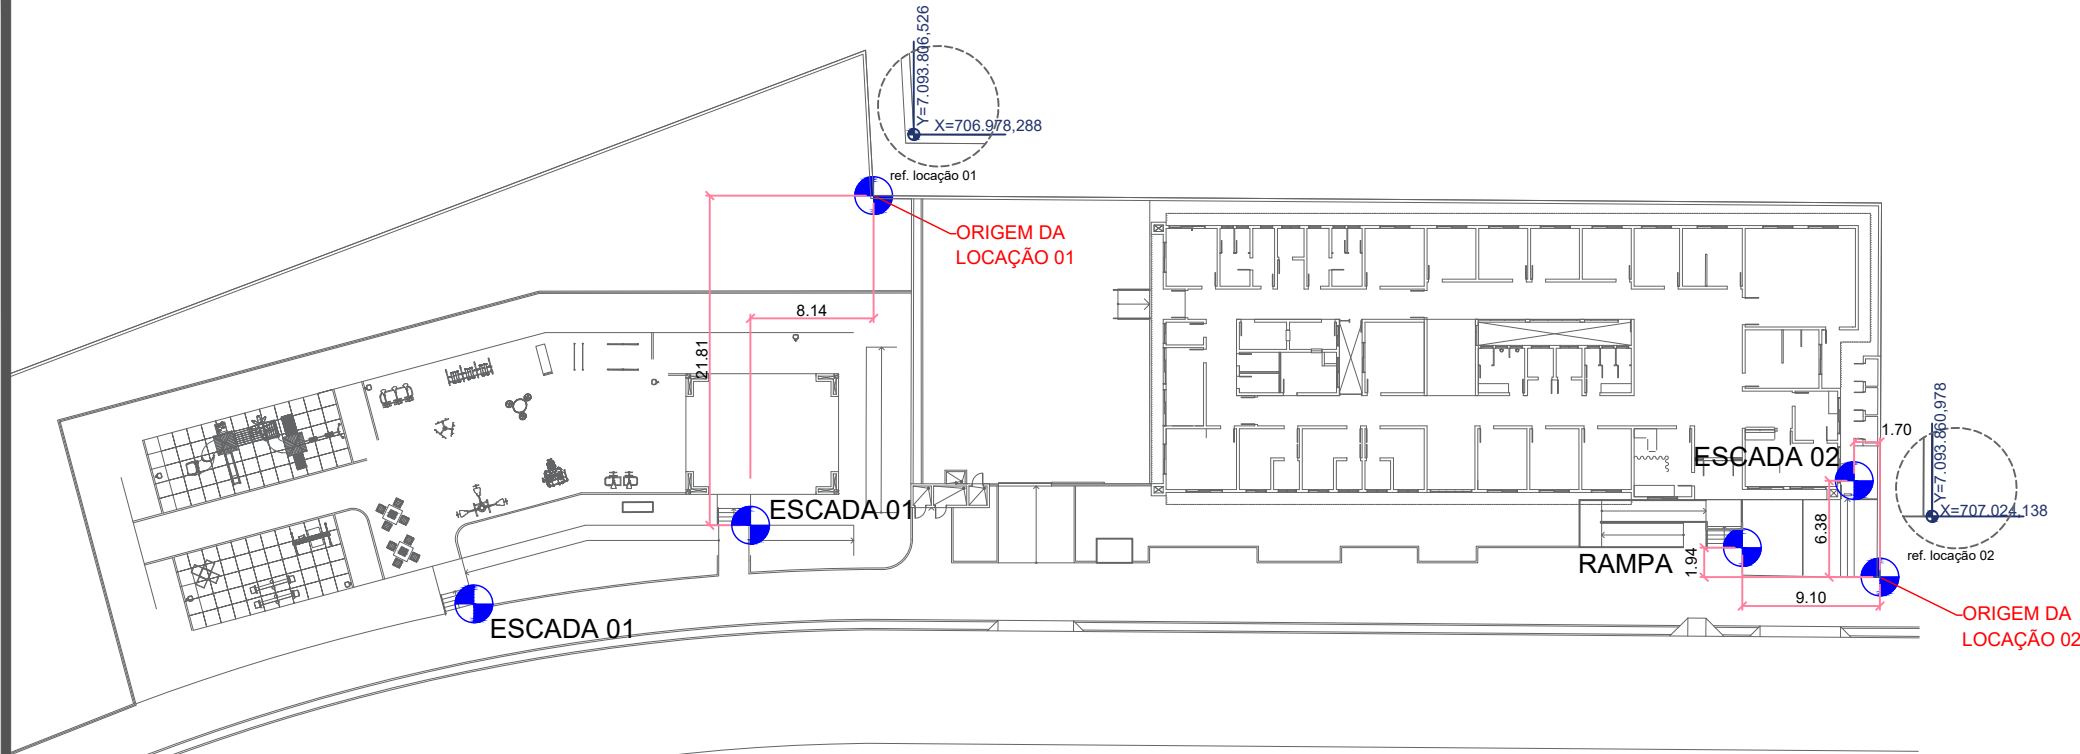 Y=7.093.806,526
X=706.978,288
ref. locação 01
ORIGEM DA
LOCAÇÃO 01
8.14
21.81
ESCADA 01
ESCADA 01
1.70
ESCADA 02
Y=7.093.860,978
X=707.024,138
ref. locação 02
6.38
1.94
RAMPA
9.10
ORIGEM DA
LOCAÇÃO 02